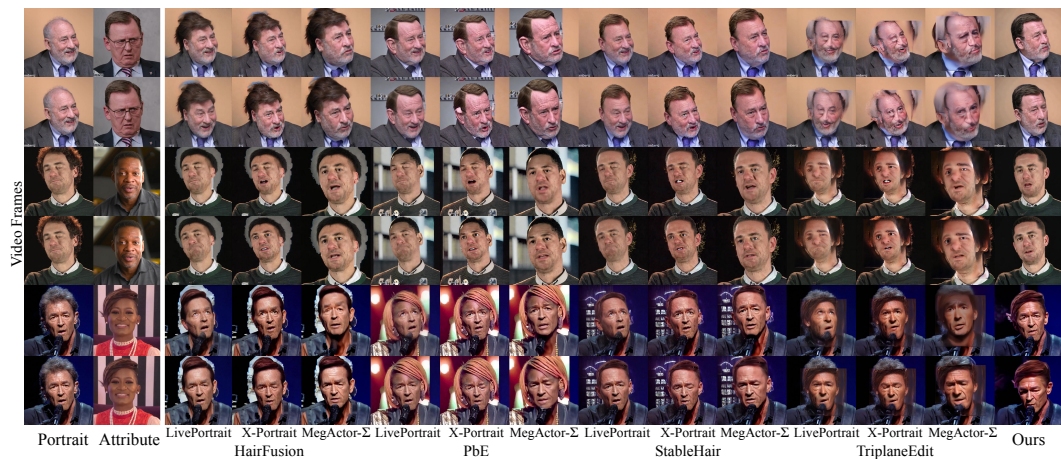 Video Frames
Portrait Attribute LivePortrait X-Portrait MegActor-Σ LivePortrait X-Portrait MegActor-Σ LivePortrait X-Portrait MegActor-Σ LivePortrait X-Portrait MegActor-Σ Ours
HairFusion PbE StableHair TriplaneEdit